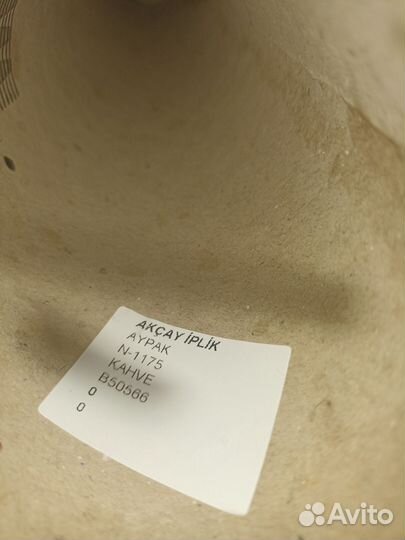 AKÇAY İPLİK
AYPAK
N-1175
KAHVE
B50566
0
0
Avito